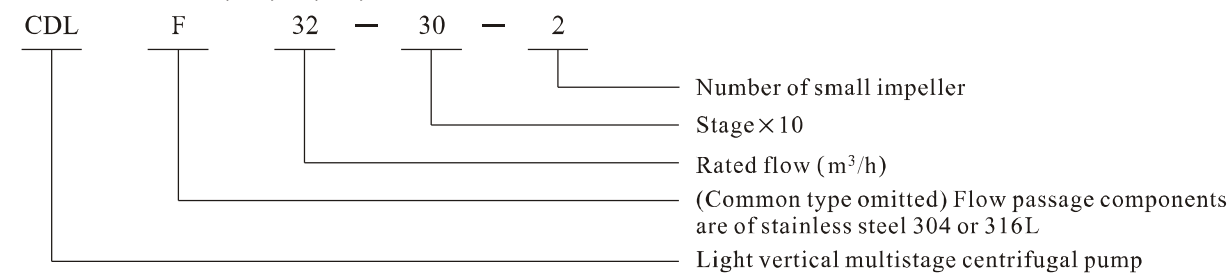 CDL F 32 — 30 — 2
Number of small impeller
Stage×10
Rated flow (m³/h)
(Common type omitted) Flow passage components
are of stainless steel 304 or 316L
Light vertical multistage centrifugal pump